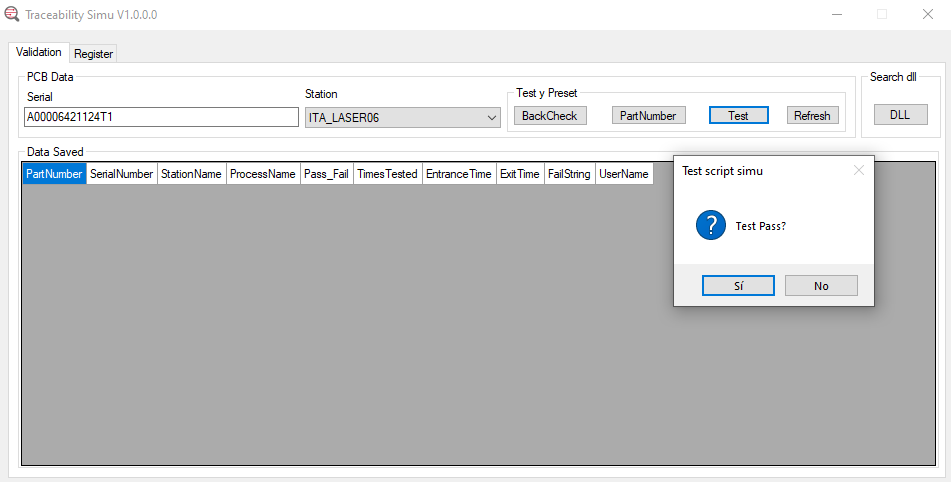 Traceability Simu V1.0.0.0
Validation Register
PCB Data
Serial
A00006421124T1
Station
ITA_LASER06
Test y Preset
BackCheck PartNumber Test Refresh
Search dll
DLL
Data Saved
PartNumber SerialNumber StationName ProcessName Pass_Fail TimesTested EntranceTime ExitTime FailString UserName
Test script simu
? Test Pass?
Sí No